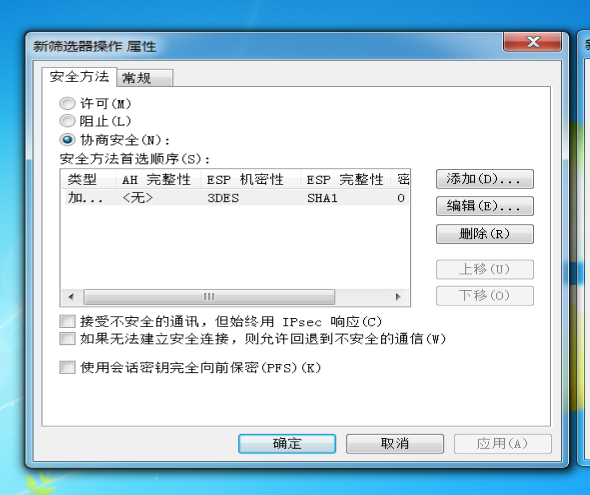 新筛选器操作 属性
安全方法 常规
许可(M)
阻止(L)
协商安全(N):
安全方法首选顺序(S):
类型 AH 完整性 ESP 机密性 ESP 完整性 密
加... <无> 3DES SHA1 0
添加(D)...
编辑(E)...
删除(R)
上移(U)
下移(O)
接受不安全的通讯，但始终用 IPsec 响应(C)
如果无法建立安全连接，则允许回退到不安全的通信(W)
使用会话密钥完全向前保密(PFS)(K)
确定 取消 应用(A)